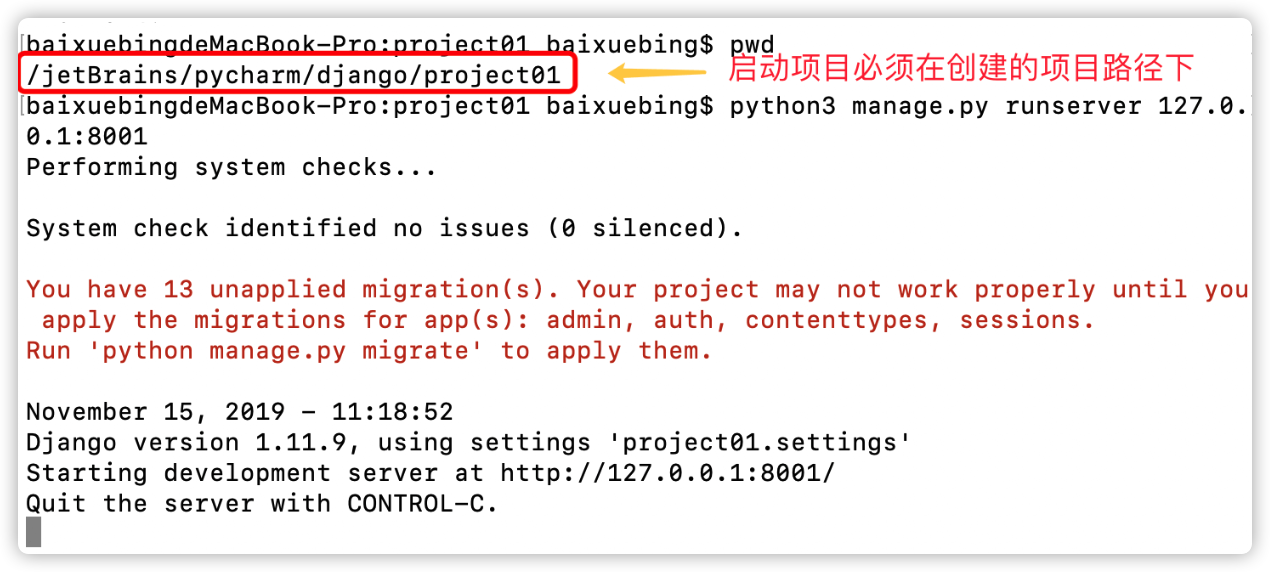 [baixuebingdeMacBook-Pro:project01 baixuebing$ pwd
/jetBrains/pycharm/django/project01
启动项目必须在创建的项目路径下
[baixuebingdeMacBook-Pro:project01 baixuebing$ python3 manage.py runserver 127.0.
0.1:8001
Performing system checks...
System check identified no issues (0 silenced).
You have 13 unapplied migration(s). Your project may not work properly until you
apply the migrations for app(s): admin, auth, contenttypes, sessions.
Run 'python manage.py migrate' to apply them.
November 15, 2019 - 11:18:52
Django version 1.11.9, using settings 'project01.settings'
Starting development server at http://127.0.0.1:8001/
Quit the server with CONTROL-C.